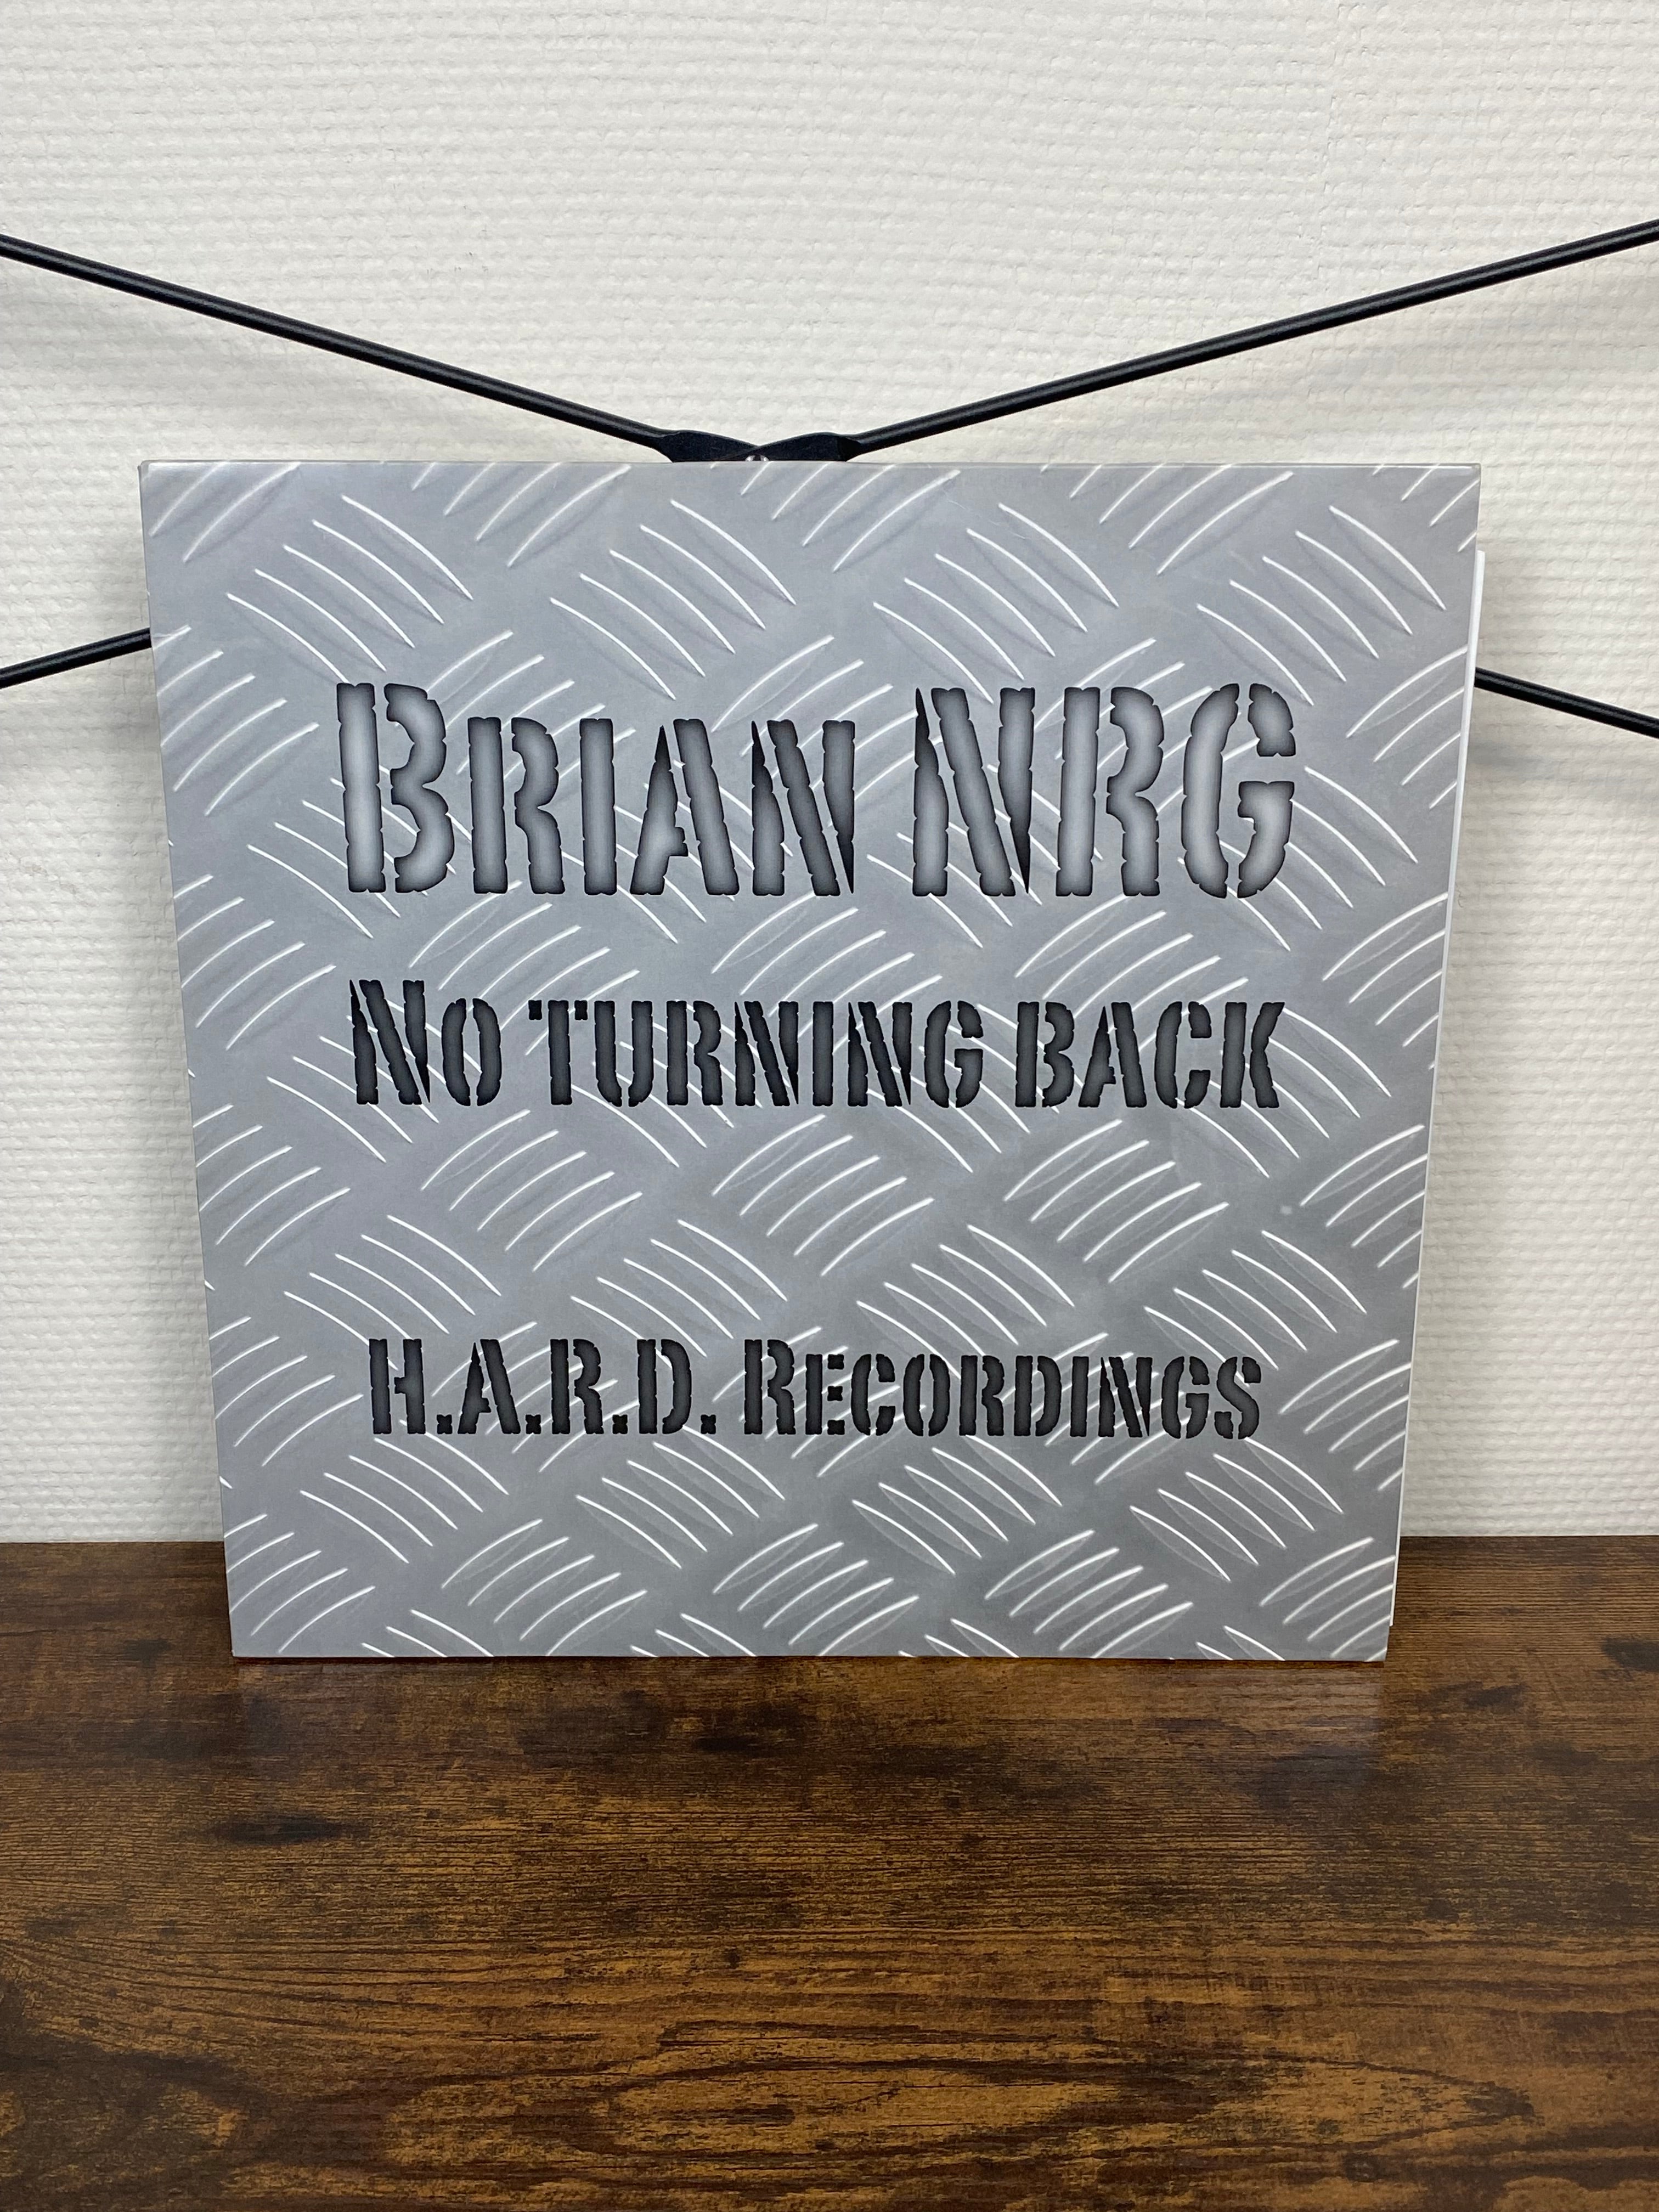 Brian NRG
No turning back
H.A.R.D. Recordings